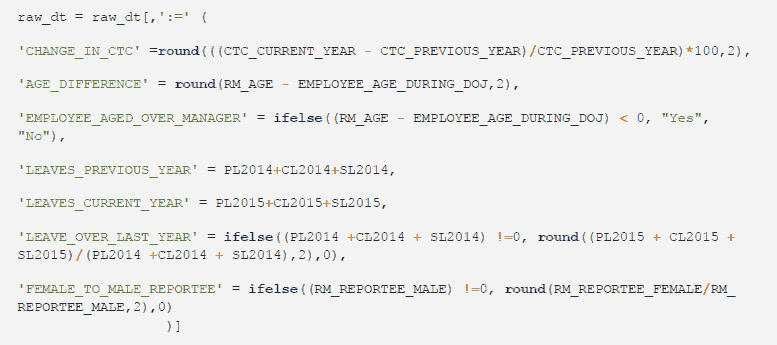 raw_dt = raw_dt[,':=' (
'CHANGE_IN_CTC' =round(((CTC_CURRENT_YEAR - CTC_PREVIOUS_YEAR)/CTC_PREVIOUS_YEAR)*100,2),
'AGE_DIFFERENCE' = round(RM_AGE - EMPLOYEE_AGE_DURING_DOJ,2),
'EMPLOYEE_AGED_OVER_MANAGER' = ifelse((RM_AGE - EMPLOYEE_AGE_DURING_DOJ) < 0, "Yes",
"No"),
'LEAVES_PREVIOUS_YEAR' = PL2014+CL2014+SL2014,
'LEAVES_CURRENT_YEAR' = PL2015+CL2015+SL2015,
'LEAVE_OVER_LAST_YEAR' = ifelse((PL2014 +CL2014 + SL2014) !=0, round((PL2015 + CL2015 +
SL2015)/(PL2014 +CL2014 + SL2014),2),0),
'FEMALE_TO_MALE_REPORTEE' = ifelse((RM_REPORTEE_MALE) !=0, round(RM_REPORTEE_FEMALE/RM_
REPORTEE_MALE,2),0)
)]